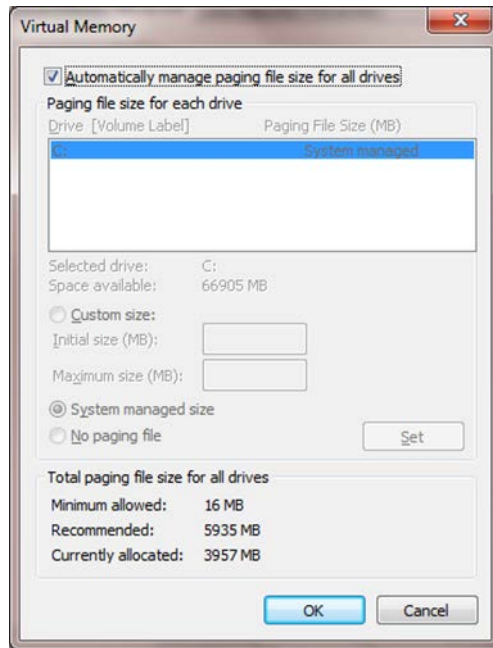 Virtual Memory
Automatically manage paging file size for all drives
Paging file size for each drive
Drive [Volume Label] Paging File Size (MB)
C: System managed
Selected drive: C:
Space available: 66905 MB
Custom size:
Initial size (MB):
Maximum size (MB):
System managed size
No paging file Set
Total paging file size for all drives
Minimum allowed: 16 MB
Recommended: 5935 MB
Currently allocated: 3957 MB
OK Cancel